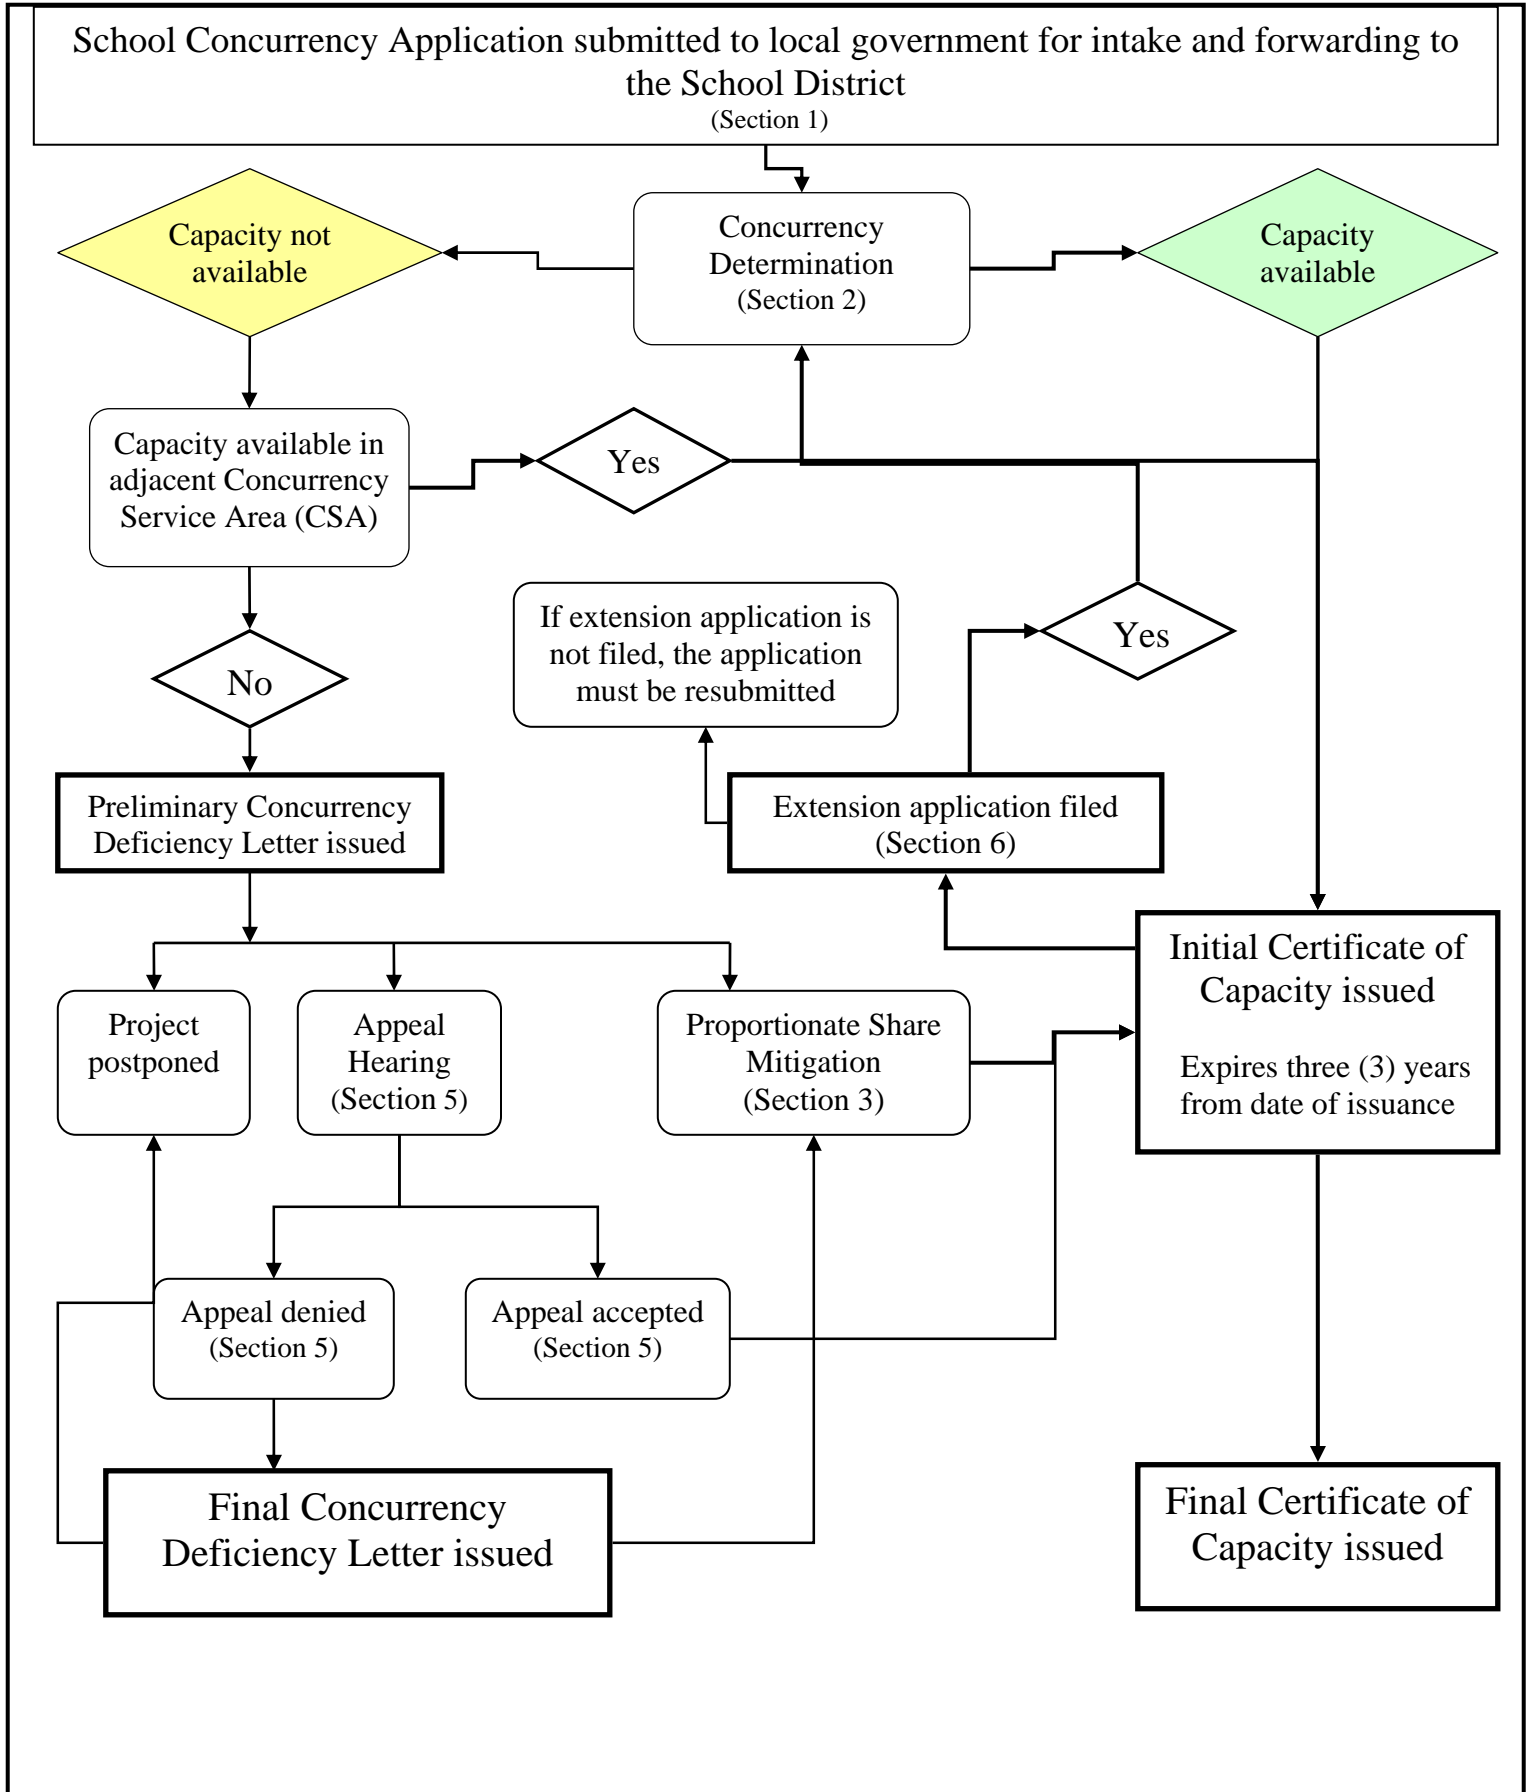 School Concurrency Application submitted to local government for intake and forwarding to
the School District
(Section 1)
Capacity not
available
Concurrency
Determination
(Section 2)
Capacity
available
Capacity available in
adjacent Concurrency
Service Area (CSA)
Yes
If extension application is
not filed, the application
must be resubmitted
Yes
No
Preliminary Concurrency
Deficiency Letter issued
Extension application filed
(Section 6)
Initial Certificate of
Capacity issued
Expires three (3) years
from date of issuance
Project
postponed
Appeal
Hearing
(Section 5)
Proportionate Share
Mitigation
(Section 3)
Appeal denied
(Section 5)
Appeal accepted
(Section 5)
Final Concurrency
Deficiency Letter issued
Final Certificate of
Capacity issued